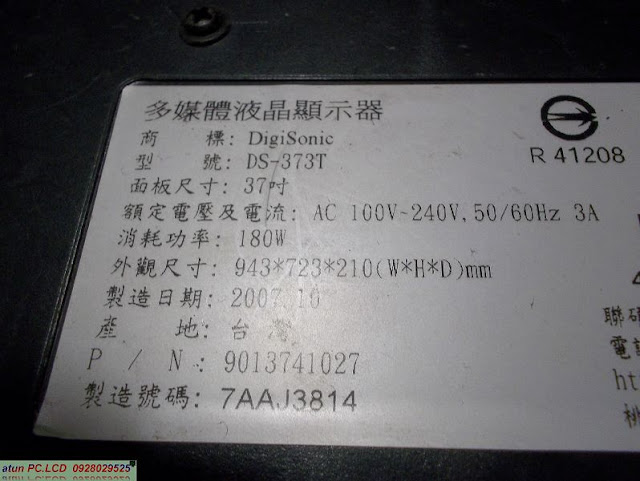 多媒體液晶顯示器
商 標: DigiSonic
型 號: DS-373T
面板尺寸: 37吋
額定電壓及電流: AC 100V~240V,50/60Hz 3A
消耗功率: 180W
外觀尺寸: 943*723*210(W*H*D)mm
製造日期: 2007.10
產 地: 台灣
P / N: 9013741027
製造號碼: 7AAJ3814
R 41208
聯碩
電話
ht
桃
atun PC.LCD 0928029525